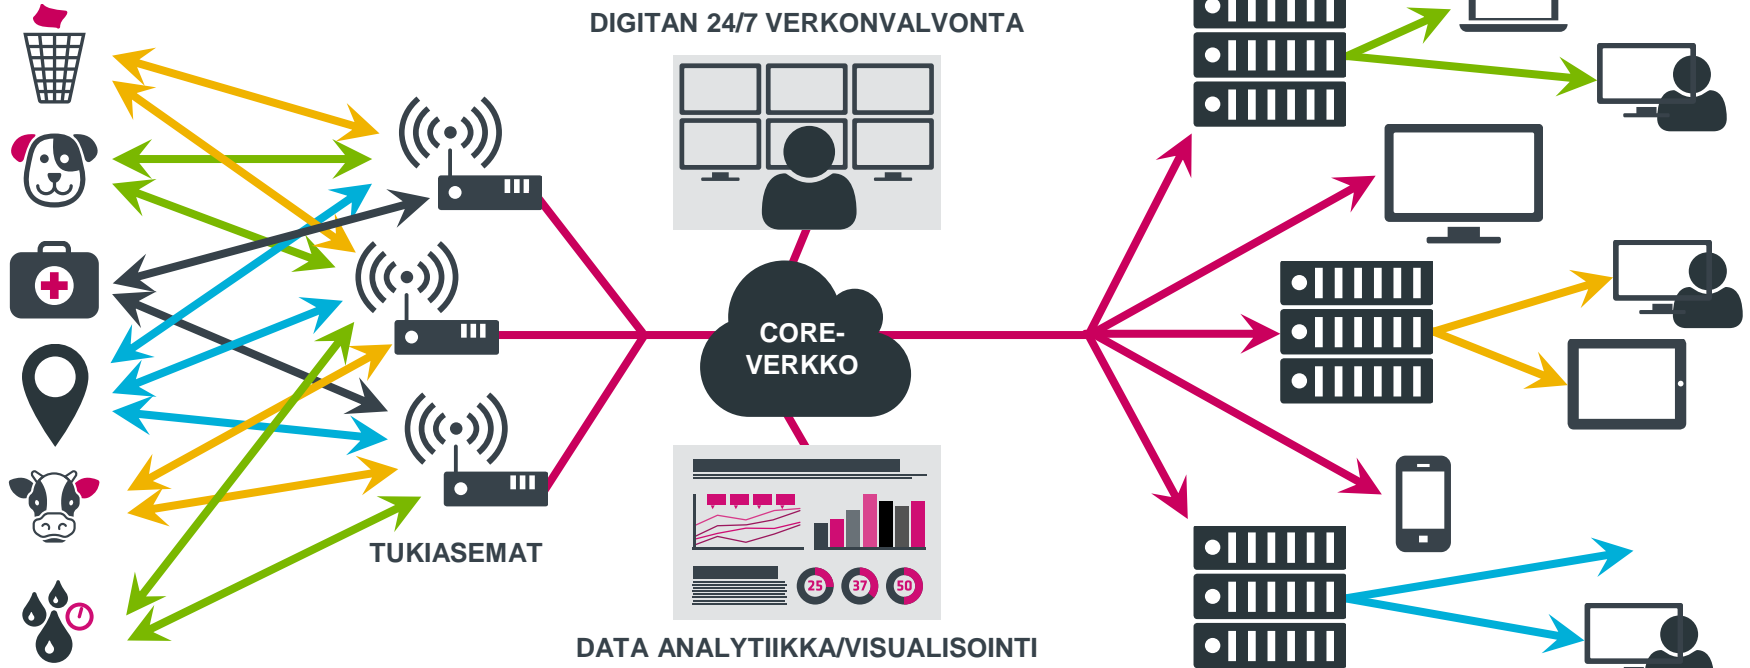 DIGITAN 24/7 VERKONVALVONTA
CORE-
VERKKO
TUKIASEMAT
25 37 50
DATA ANALYTIIKKA/VISUALISOINTI